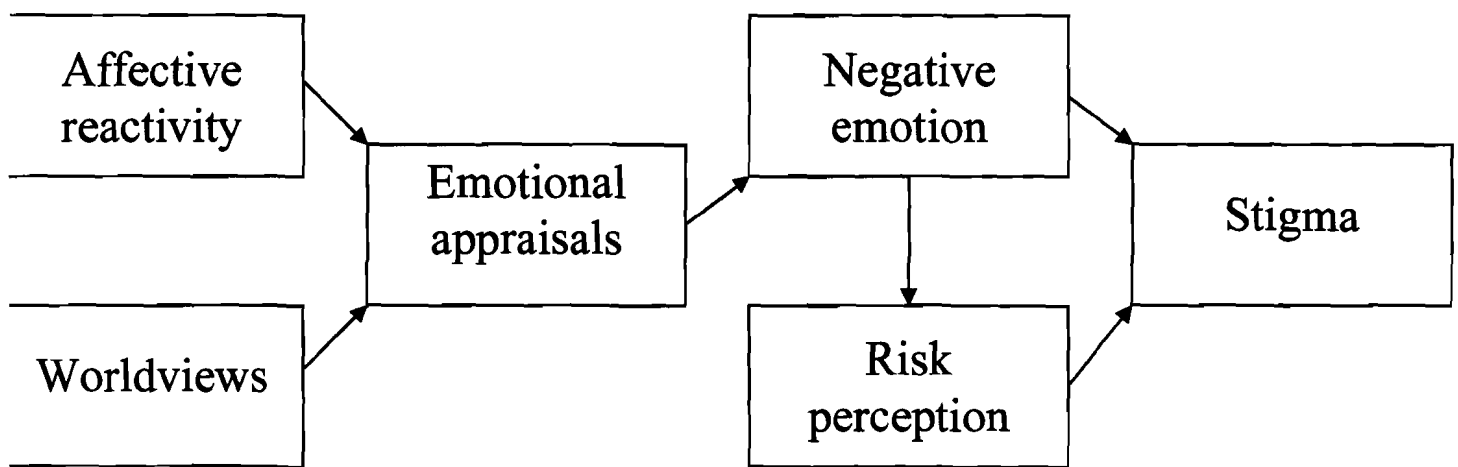 Affective
reactivity
Worldviews
Emotional
appraisals
Negative
emotion
Risk
perception
Stigma